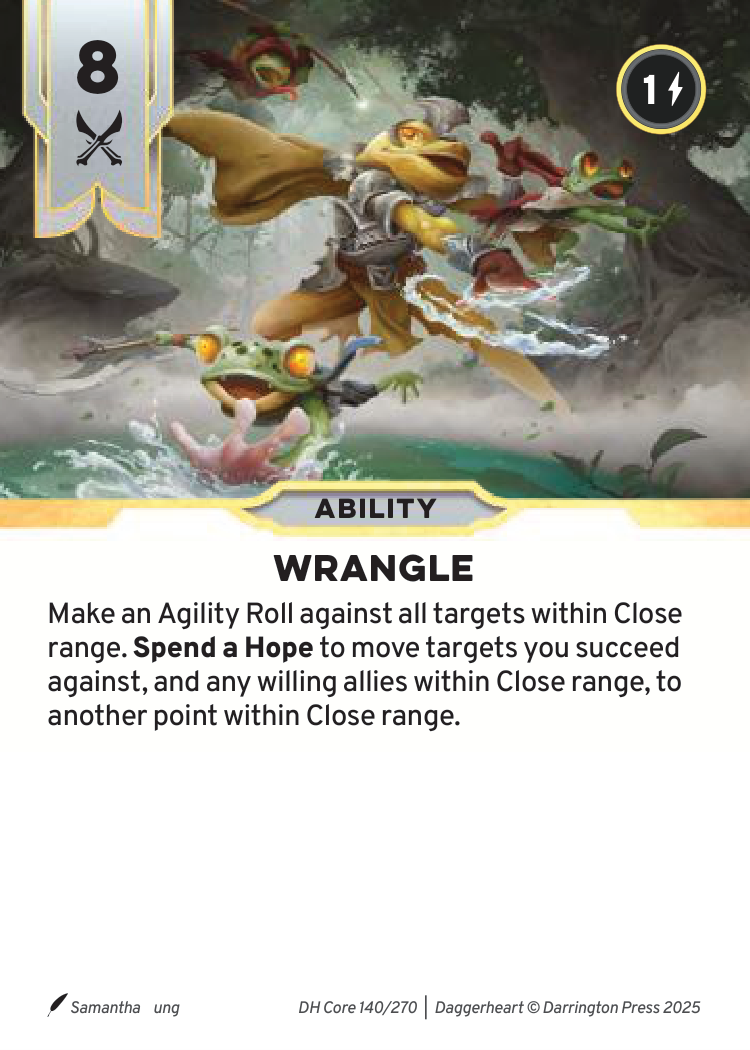 8
1
ABILITY
WRANGLE
Make an Agility Roll against all targets within Close
range. Spend a Hope to move targets you succeed
against, and any willing allies within Close range, to
another point within Close range.
Samantha ung
DH Core 140/270 | Daggerheart © Darrington Press 2025